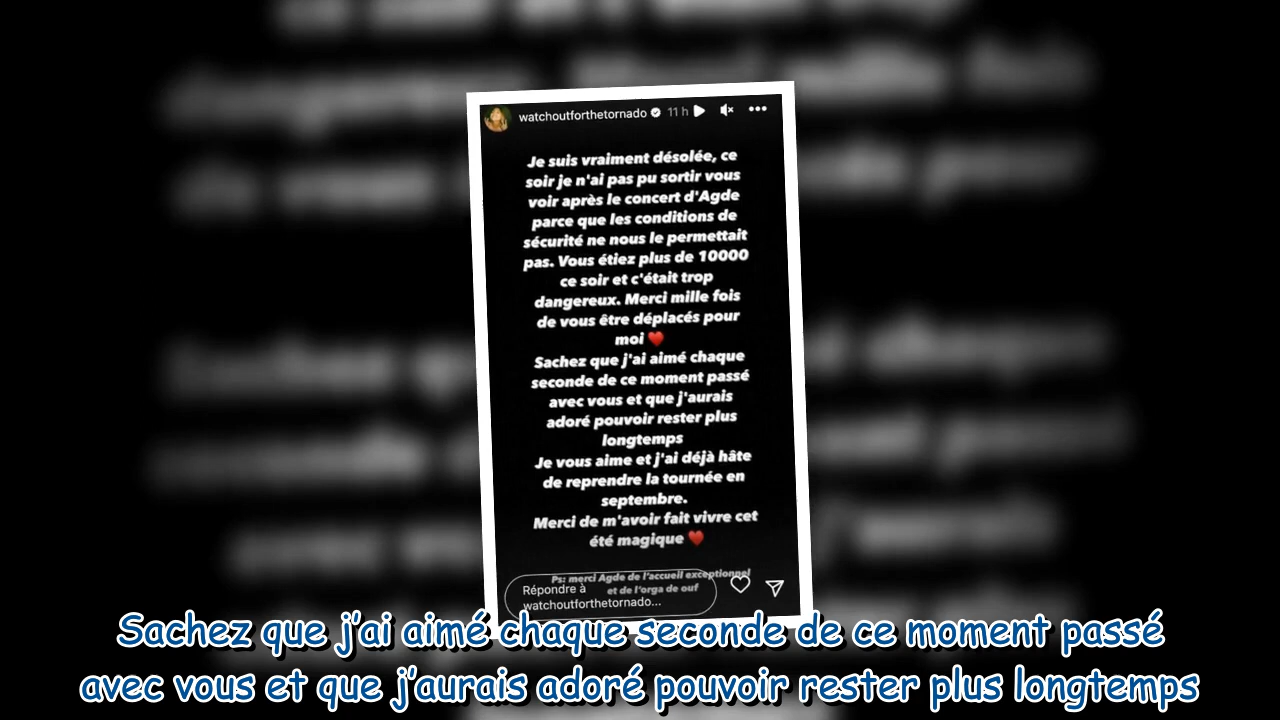 watchoutforthetornado 11 h
Je suis vraiment désolée, ce
soir je n'ai pas pu sortir vous
voir après le concert d'Agde
parce que les conditions de
sécurité ne nous le permettait
pas. Vous étiez plus de 10000
ce soir et c'était trop
dangereux. Merci mille fois
de vous être déplacés pour
moi ♥
Sachez que j'ai aimé chaque
seconde de ce moment passé
avec vous et que j'aurais
adoré pouvoir rester plus
longtemps
Je vous aime et j'ai déjà hâte
de reprendre la tournée en
septembre.
Merci de m'avoir fait vivre cet
été magique ♥
Ps: merci Agde de l'accueil exceptionnel
et de l'orga de ouf
Répondre à
watchoutforthetornado...
Sachez que j'ai aimé chaque seconde de ce moment passé
avec vous et que j'aurais adoré pouvoir rester plus longtemps